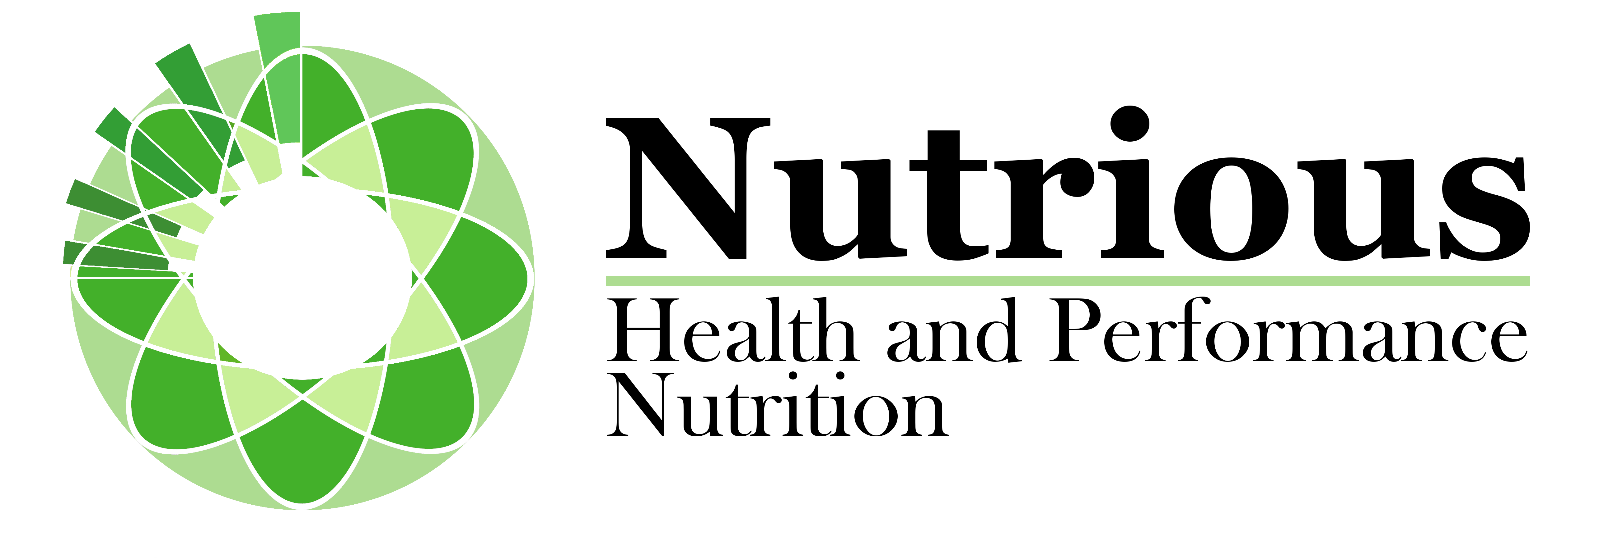 Nutrious
Health and Performance
Nutrition